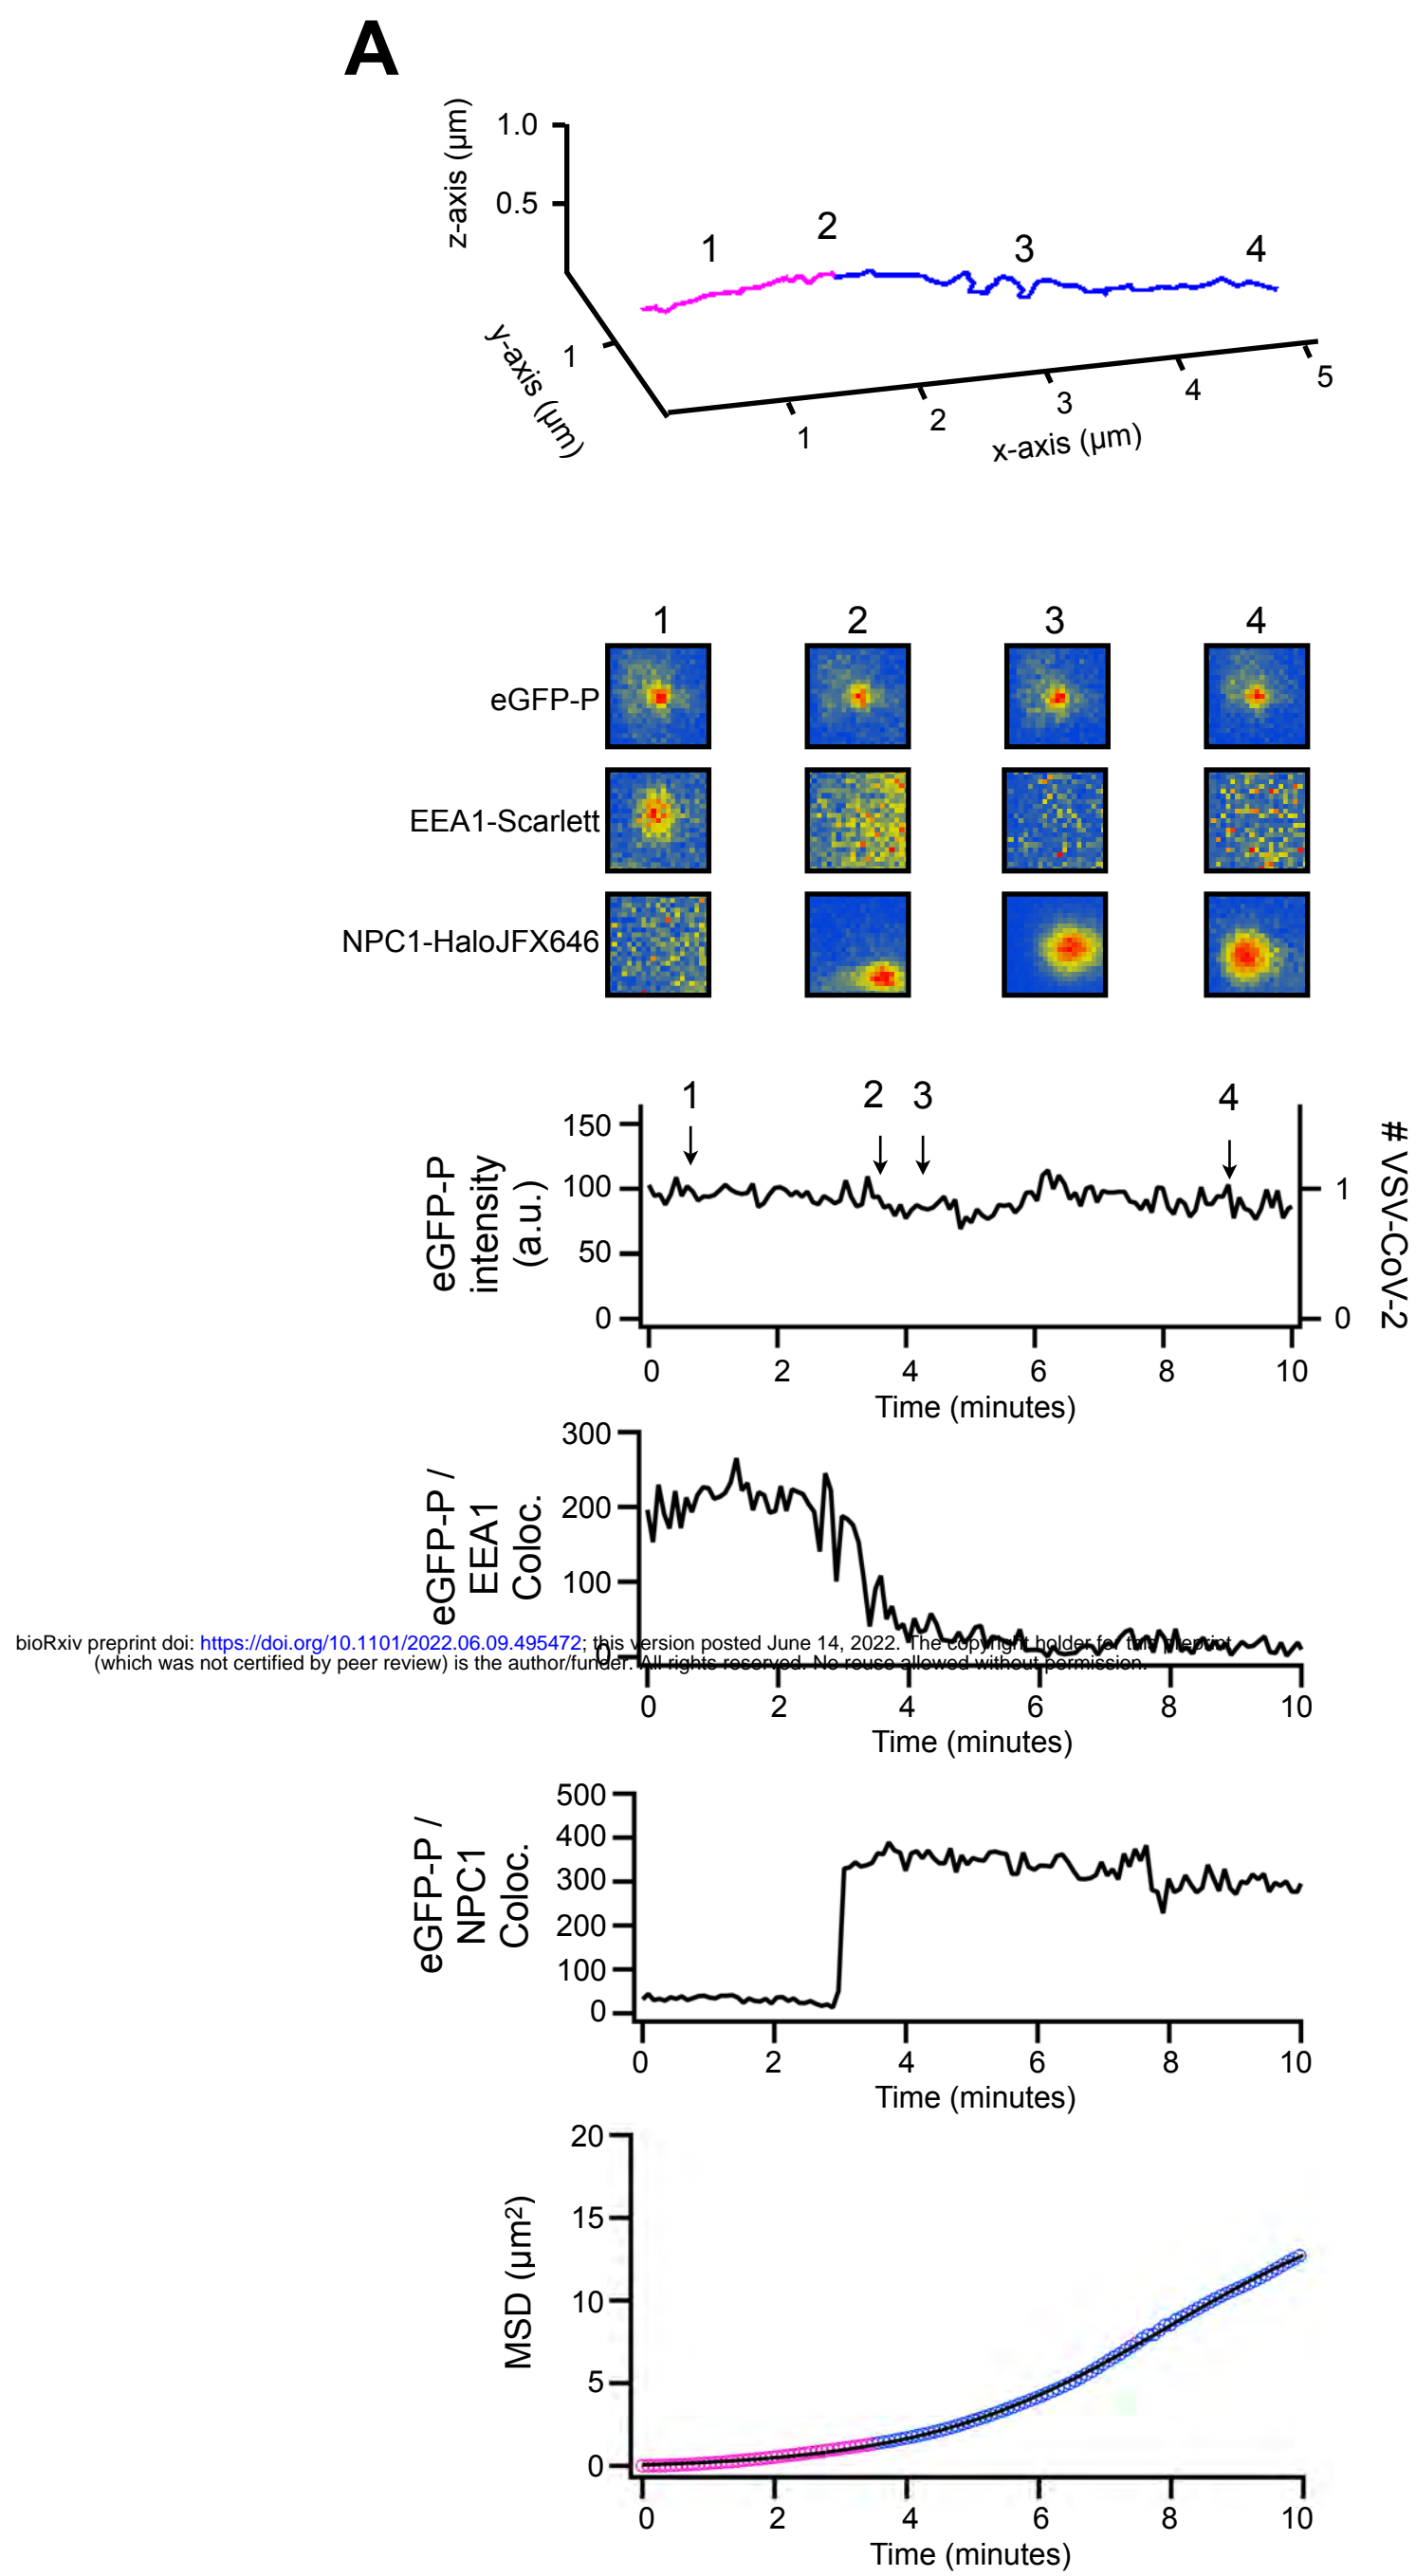 A
z-axis (µm)
1.0
0.5
1
2
3
4
y-axis (µm)
1
1
2
3
4
5
x-axis (µm)
1
2
3
4
eGFP-P
EEA1-Scarlett
NPC1-HaloJFX646
1
2
3
4
eGFP-P
intensity
(a.u.)
150
100
50
0
1
0
# VSV-CoV-2
0
2
4
6
8
10
Time (minutes)
eGFP-P /
EEA1
Coloc.
300
200
100
0
bioRxiv preprint doi: https://doi.org/10.1101/2022.06.09.495472; this version posted June 14, 2022. The copyright holder for this preprint
(which was not certified by peer review) is the author/funder. All rights reserved. No reuse allowed without permission.
0
2
4
6
8
10
Time (minutes)
eGFP-P /
NPC1
Coloc.
500
400
300
200
100
0
0
2
4
6
8
10
Time (minutes)
MSD (µm²)
20
15
10
5
0
0
2
4
6
8
10
Time (minutes)